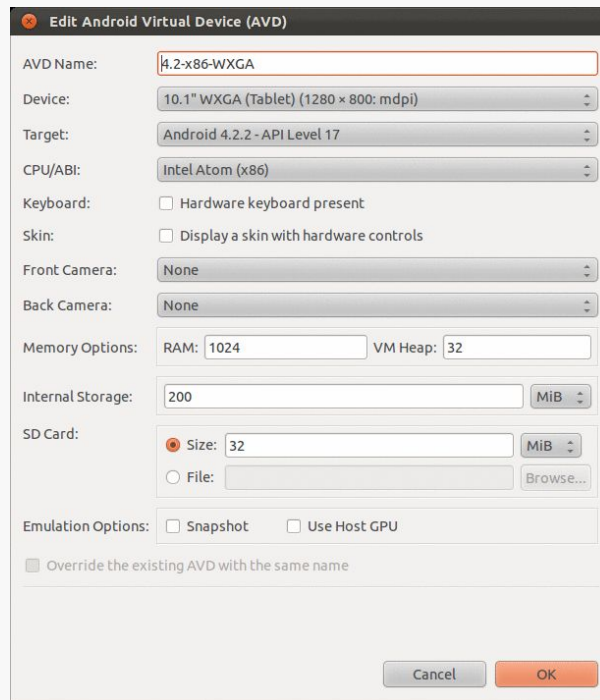 Edit Android Virtual Device (AVD)
AVD Name: 4.2-x86-WXGA
Device: 10.1" WXGA (Tablet) (1280 × 800: mdpi)
Target: Android 4.2.2 - API Level 17
CPU/ABI: Intel Atom (x86)
Keyboard: Hardware keyboard present
Skin: Display a skin with hardware controls
Front Camera: None
Back Camera: None
Memory Options: RAM: 1024 VM Heap: 32
Internal Storage: 200 MiB
SD Card:
Size: 32 MiB
File: Browse...
Emulation Options: Snapshot Use Host GPU
Override the existing AVD with the same name
Cancel OK